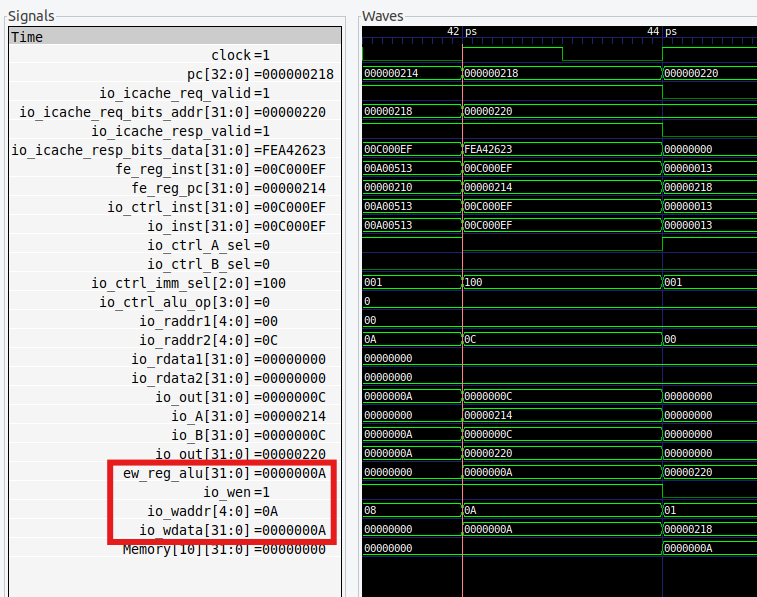 Signals
Waves
Time
42 ps
44 ps
clock=1
pc[32:0]=000000218
000000214
000000218
000000220
io_icache_req_valid=1
io_icache_req_bits_addr[31:0]=00000220
00000218
00000220
io_icache_resp_valid=1
io_icache_resp_bits_data[31:0]=FEA42623
00C000EF
FEA42623
00000000
fe_reg_inst[31:0]=00C000EF
00A00513
00C000EF
00000013
fe_reg_pc[31:0]=00000214
00000210
00000214
00000218
io_ctrl_inst[31:0]=00C000EF
00A00513
00C000EF
00000013
io_inst[31:0]=00C000EF
00A00513
00C000EF
00000013
io_ctrl_A_sel=0
io_ctrl_B_sel=0
io_ctrl_imm_sel[2:0]=100
001
100
001
io_ctrl_alu_op[3:0]=0
0
io_raddr1[4:0]=00
00
io_raddr2[4:0]=0C
0A
0C
00
io_rdata1[31:0]=00000000
00000000
io_rdata2[31:0]=00000000
00000000
io_out[31:0]=0000000C
0000000A
0000000C
00000000
io_A[31:0]=00000214
00000000
00000214
00000000
io_B[31:0]=0000000C
0000000A
0000000C
00000000
io_out[31:0]=00000220
0000000A
00000220
00000000
ew_reg_alu[31:0]=0000000A
00000000
0000000A
00000220
io_wen=1
io_waddr[4:0]=0A
08
0A
01
io_wdata[31:0]=0000000A
00000000
0000000A
00000218
Memory[10][31:0]=00000000
00000000
0000000A